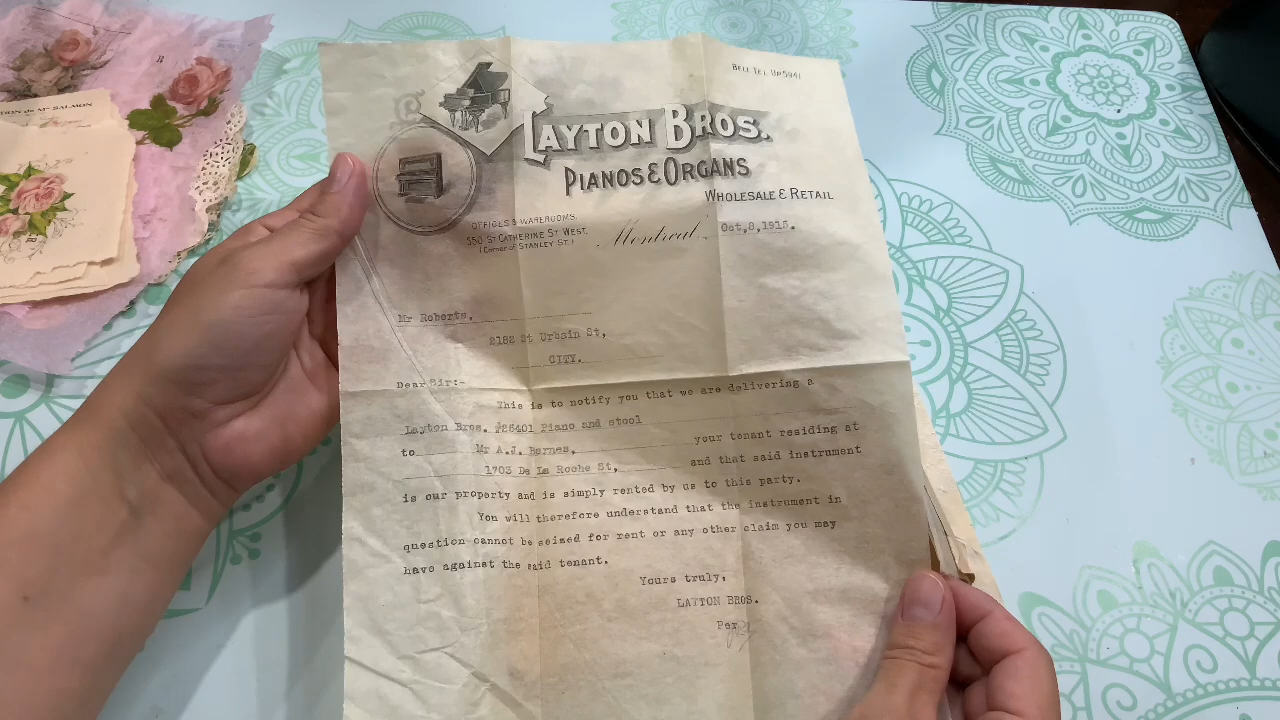 TION de Mme SALMON
R
BELL TEL UP5941
LAYTON BROS.
PIANOS & ORGANS
WHOLESALE & RETAIL
OFFICES & WAREROOMS,
550 ST CATHERINE ST WEST,
(Corner of STANLEY ST)
Montreal, Oct,8,1915.
Mr Roberts,
2182 St Urbain St,
CITY.
Dear Sir:-
This is to notify you that we are delivering a
Layton Bros. #26401 Piano and stool
to Mr A.J. Barnes, your tenant residing at
1703 De La Roche St, and that said instrument
is our property and is simply rented by us to this party.
You will therefore understand that the instrument in
question cannot be seized for rent or any other claim you may
have against the said tenant.
Yours truly,
LAYTON BROS.
Per